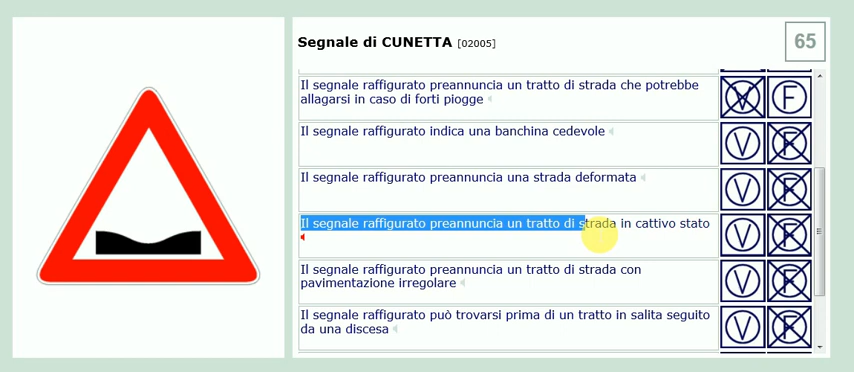 Segnale di CUNETTA [02005]
65
Il segnale raffigurato preannuncia un tratto di strada che potrebbe
allagarsi in caso di forti piogge
V F
Il segnale raffigurato indica una banchina cedevole
V F
Il segnale raffigurato preannuncia una strada deformata
V F
Il segnale raffigurato preannuncia un tratto di strada in cattivo stato
V F
Il segnale raffigurato preannuncia un tratto di strada con
pavimentazione irregolare
V F
Il segnale raffigurato può trovarsi prima di un tratto in salita seguito
da una discesa
V F